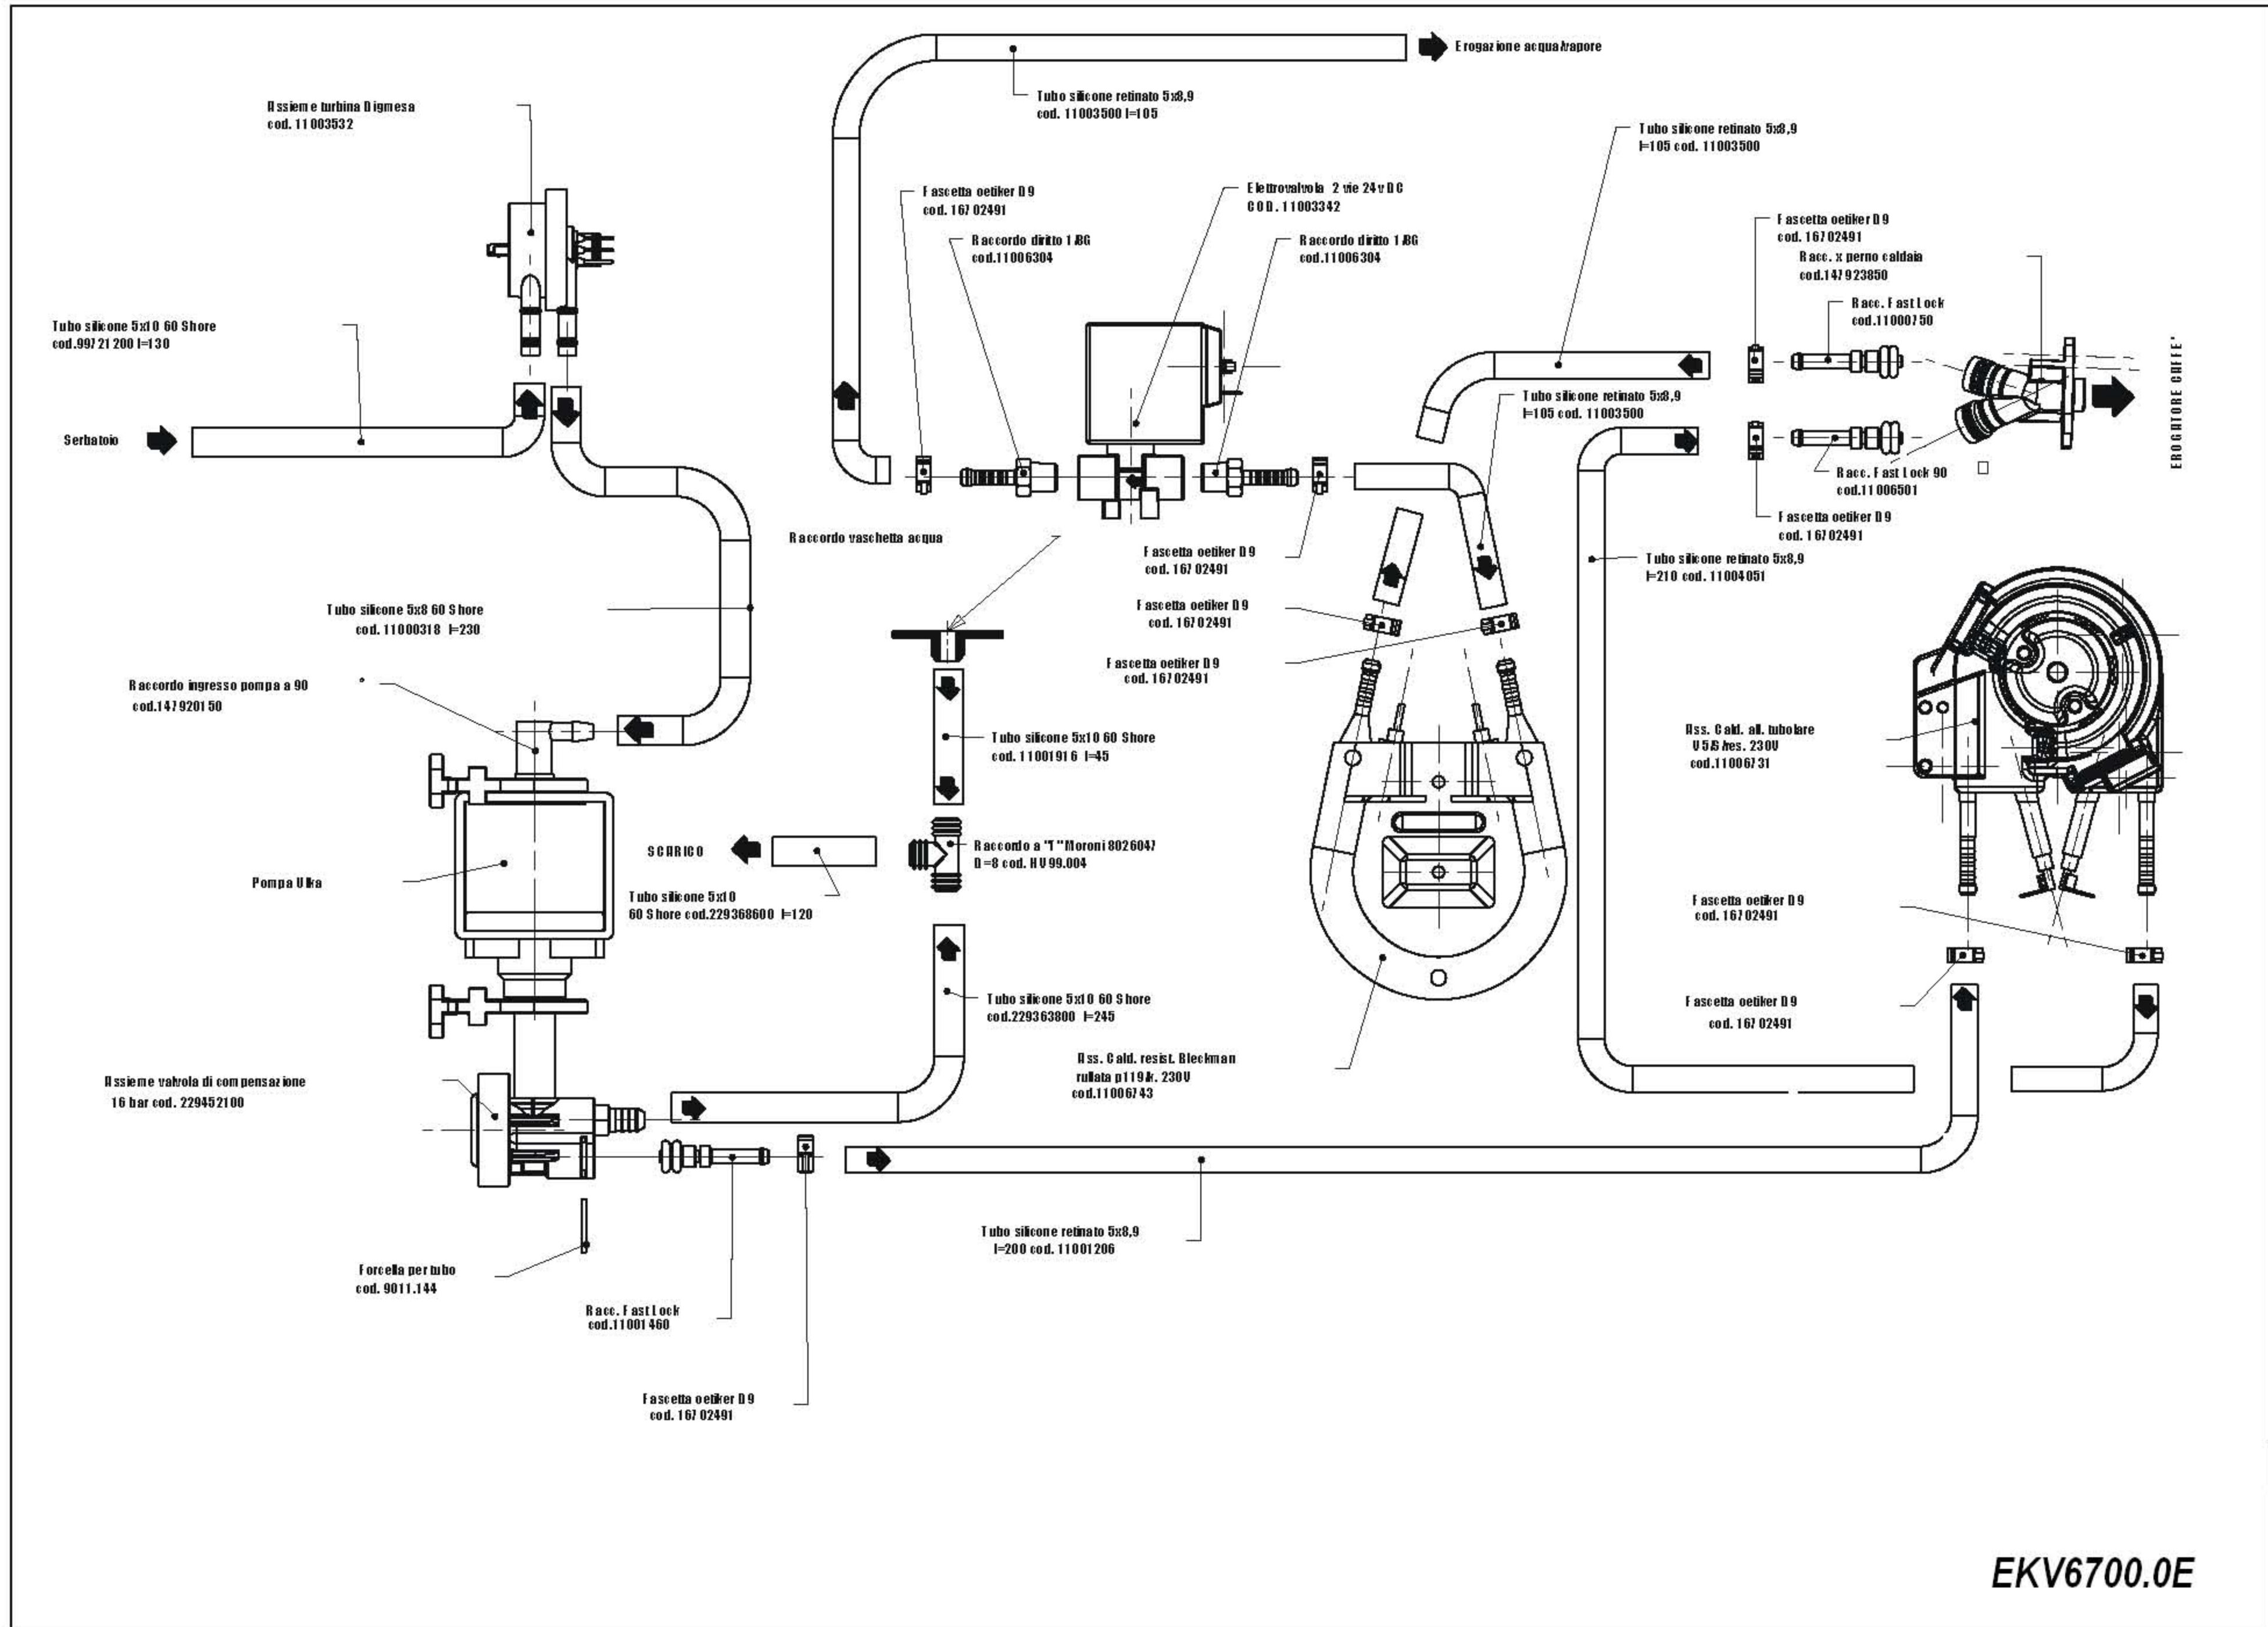 Erogazione acqua/vapore
Assieme turbina Digmesa
cod. 11003532
Tubo silicone retinato 5x8,9
cod. 11003500 l=105
Tubo silicone retinato 5x8,9
l=105 cod. 11003500
Fascetta oetiker D9
cod. 16702491
Elettrovalvola 2 vie 24v DC
COD. 11003342
Raccordo diritto 1/8G
cod.11006304
Raccordo diritto 1/8G
cod.11006304
Fascetta oetiker D9
cod. 16702491
Racc. x perno caldaia
cod.147923850
Racc. Fast Lock
cod.11000750
Tubo silicone 5x10 60 Shore
cod.99721200 l=130
Serbatoio
Tubo silicone retinato 5x8,9
l=105 cod. 11003500
EROGATORE CAFFE'
Racc. Fast Lock 90
cod.11006501
Fascetta oetiker D9
cod. 16702491
Raccordo vaschetta acqua
Fascetta oetiker D9
cod. 16702491
Tubo silicone retinato 5x8,9
l=210 cod. 11004051
Tubo silicone 5x8 60 Shore
cod. 11000318 l=230
Fascetta oetiker D9
cod. 16702491
Fascetta oetiker D9
cod. 16702491
Raccordo ingresso pompa a 90
cod.147920150
Tubo silicone 5x10 60 Shore
cod. 11001916 l=45
Ass. Cald. all. tubolare
V5/S/res. 230V
cod.11006731
SCARICO
Raccordo a "T" Moroni 8026047
D=8 cod. HV99.004
Pompa Ulka
Tubo silicone 5x10
60 Shore cod.229368600 l=120
Fascetta oetiker D9
cod. 16702491
Tubo silicone 5x10 60 Shore
cod.229363800 l=245
Fascetta oetiker D9
cod. 16702491
Ass. Cald. resist. Bleckman
rullata p119/k. 230V
cod.11006743
Assieme valvola di compensazione
16 bar cod. 229452100
Tubo silicone retinato 5x8,9
l=200 cod. 11001206
Forcella per tubo
cod. 9011.144
Racc. Fast Lock
cod.11001460
Fascetta oetiker D9
cod. 16702491
EKV6700.0E